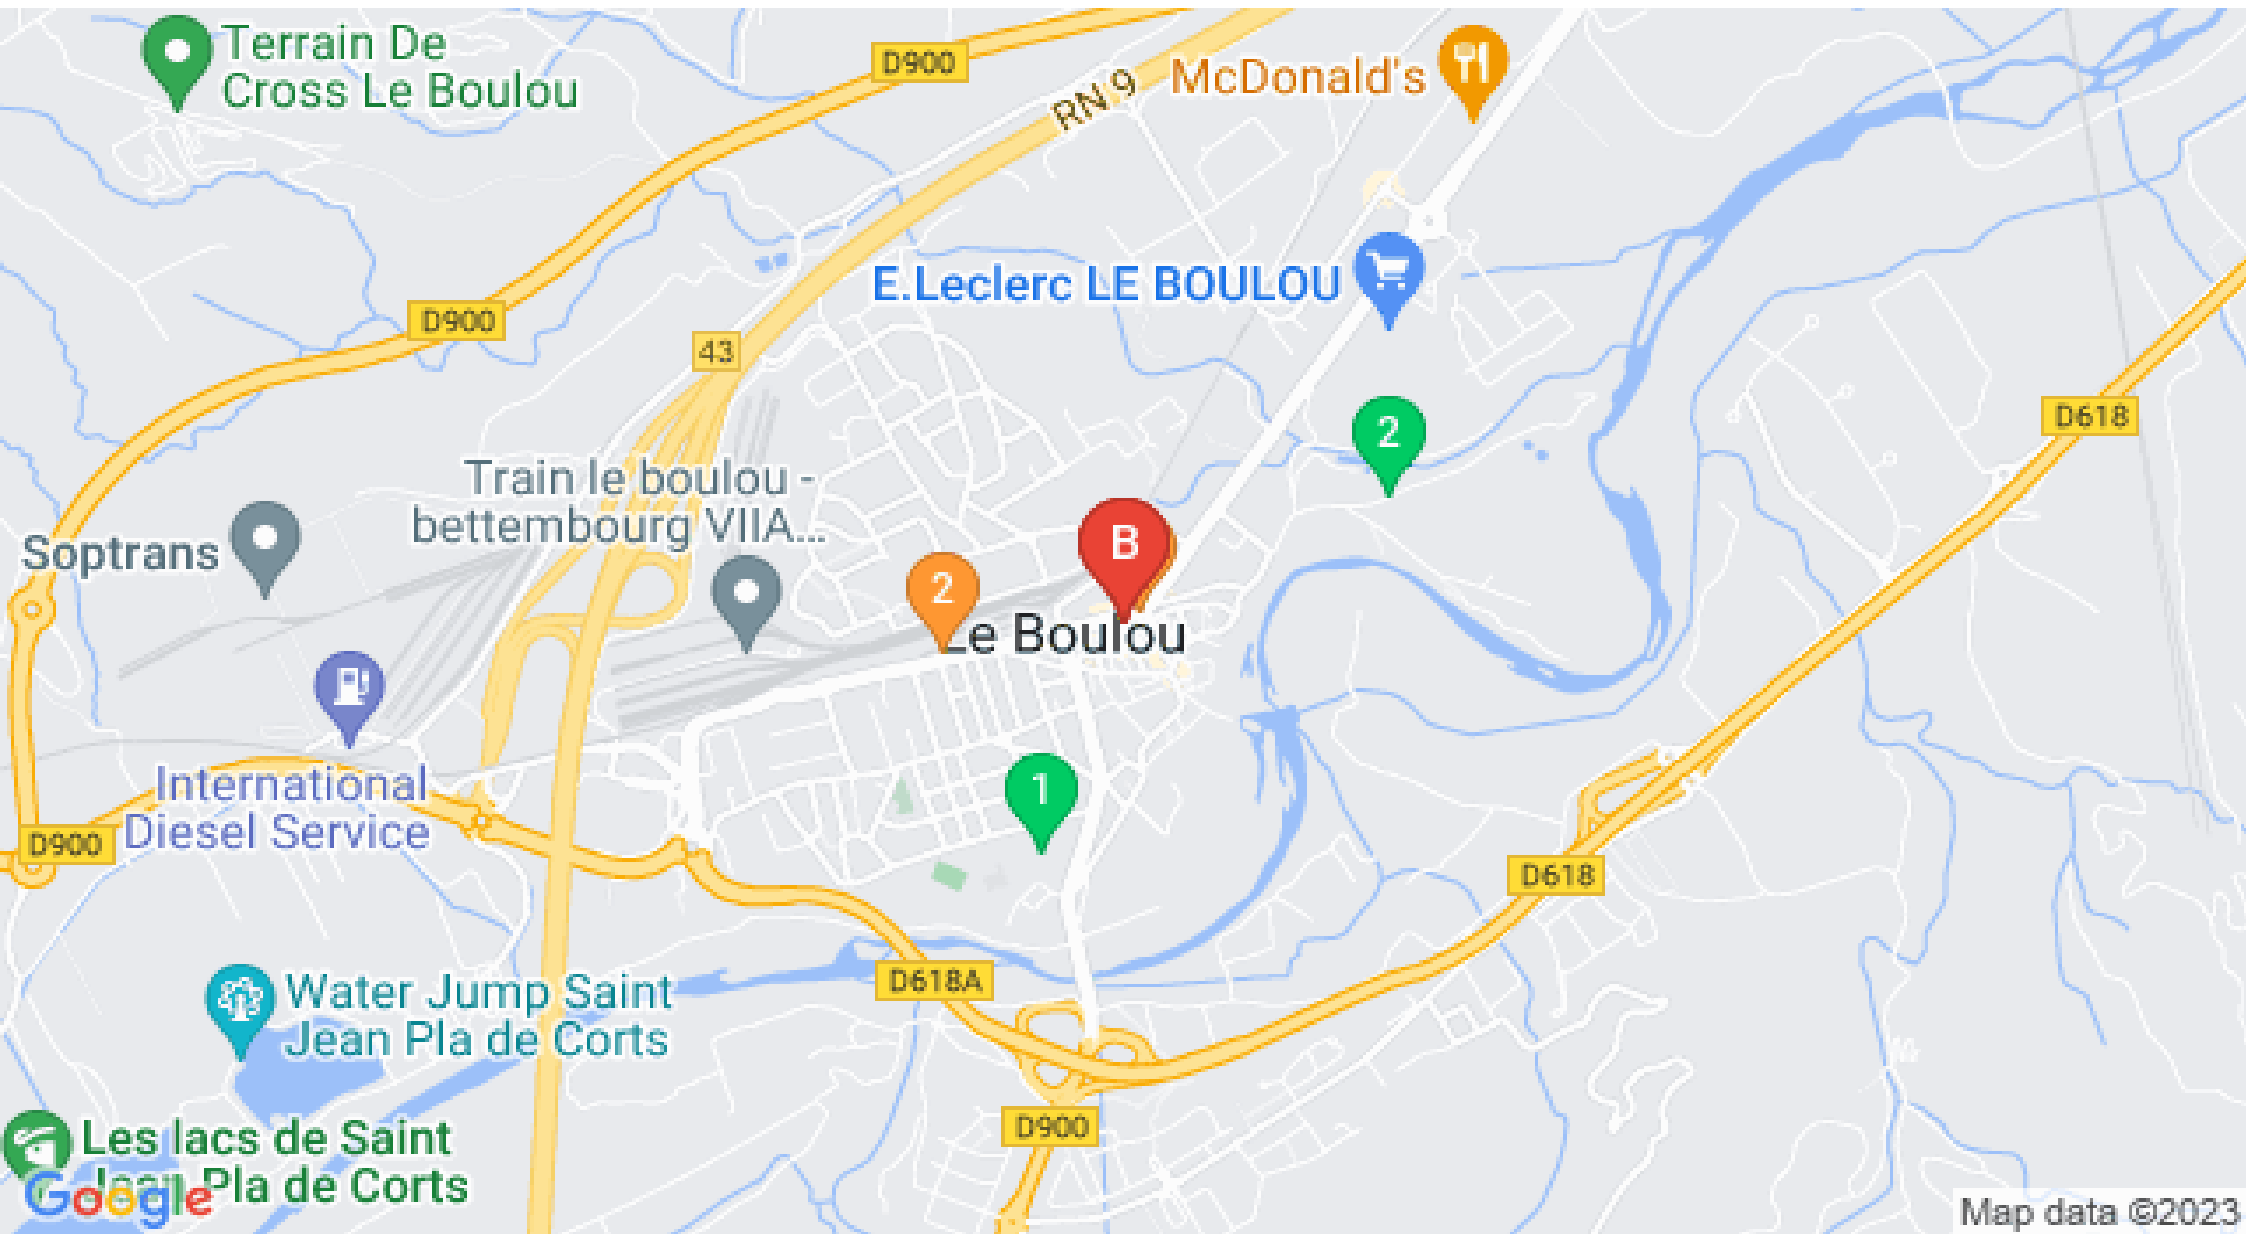 Terrain De
Cross Le Boulou
D900
RN 9
McDonald's
E.Leclerc LE BOULOU
D900
43
D618
2
Train le boulou -
bettembourg VIIA...
Soptrans
B
2
Le Boulou
International
Diesel Service
1
D900
D618
Water Jump Saint
Jean Pla de Corts
D618A
D900
Les lacs de Saint
Jean Pla de Corts
Google
Map data ©2023